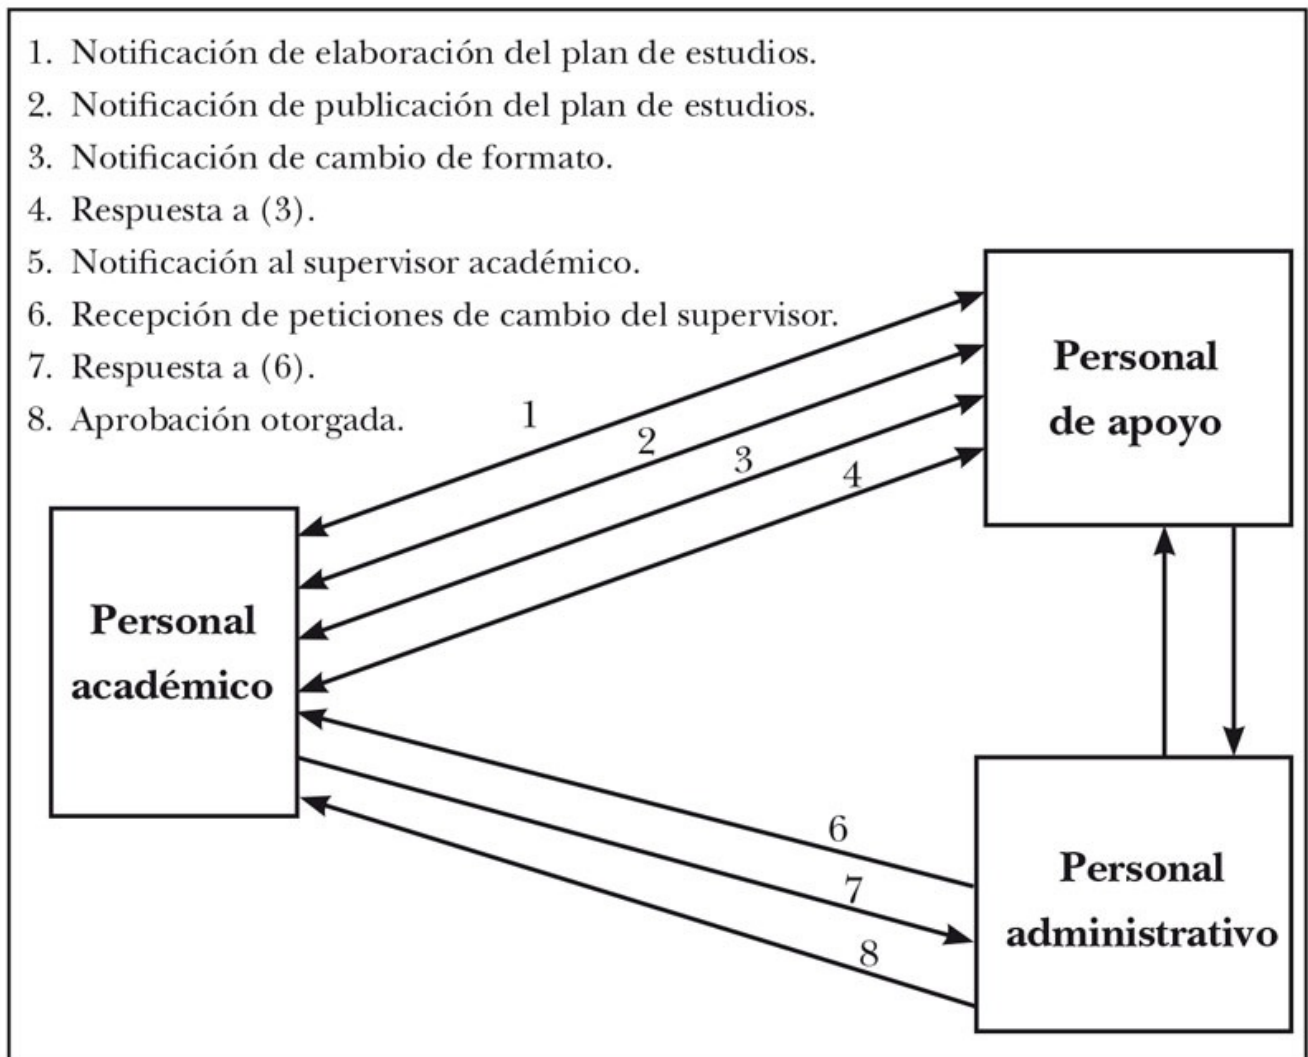 1. Notificación de elaboración del plan de estudios.
2. Notificación de publicación del plan de estudios.
3. Notificación de cambio de formato.
4. Respuesta a (3).
5. Notificación al supervisor académico.
6. Recepción de peticiones de cambio del supervisor.
7. Respuesta a (6).
8. Aprobación otorgada.
1
2
3
4
Personal
de apoyo
Personal
académico
6
7
8
Personal
administrativo